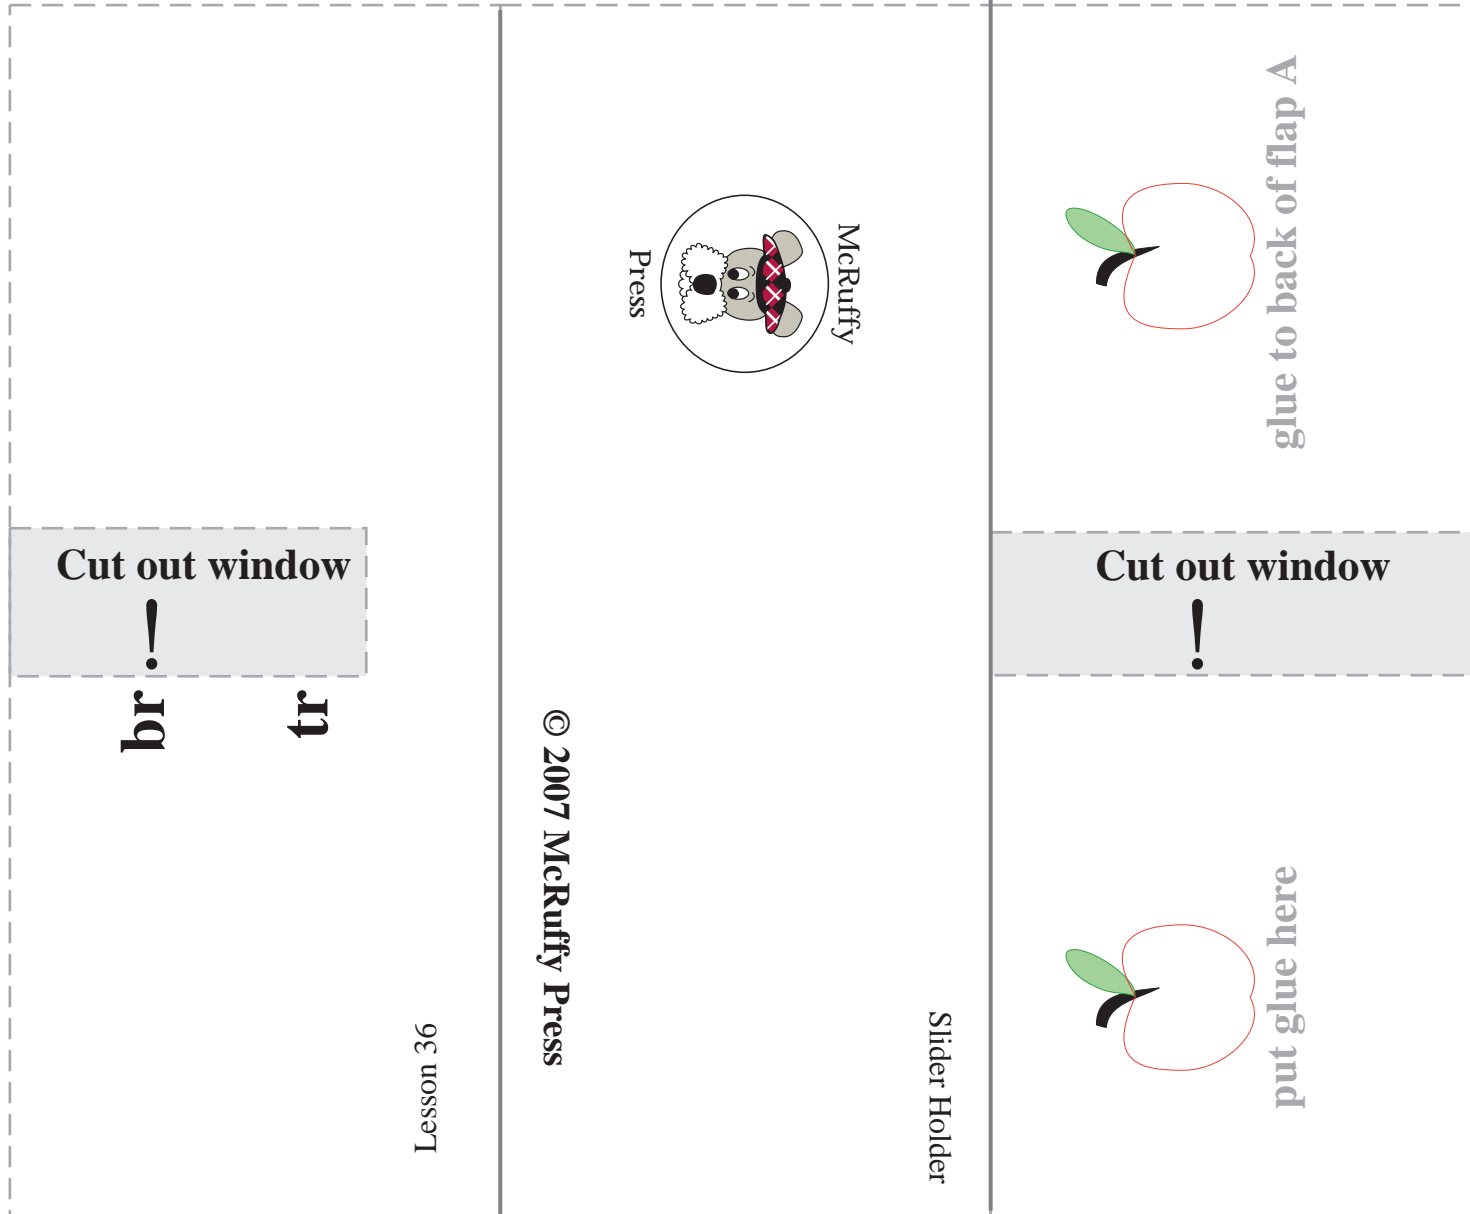 Cut out window
!
br
tr
Lesson 36
McRuffy
Press
© 2007 McRuffy Press
Slider Holder
glue to back of flap A
Cut out window
!
put glue here